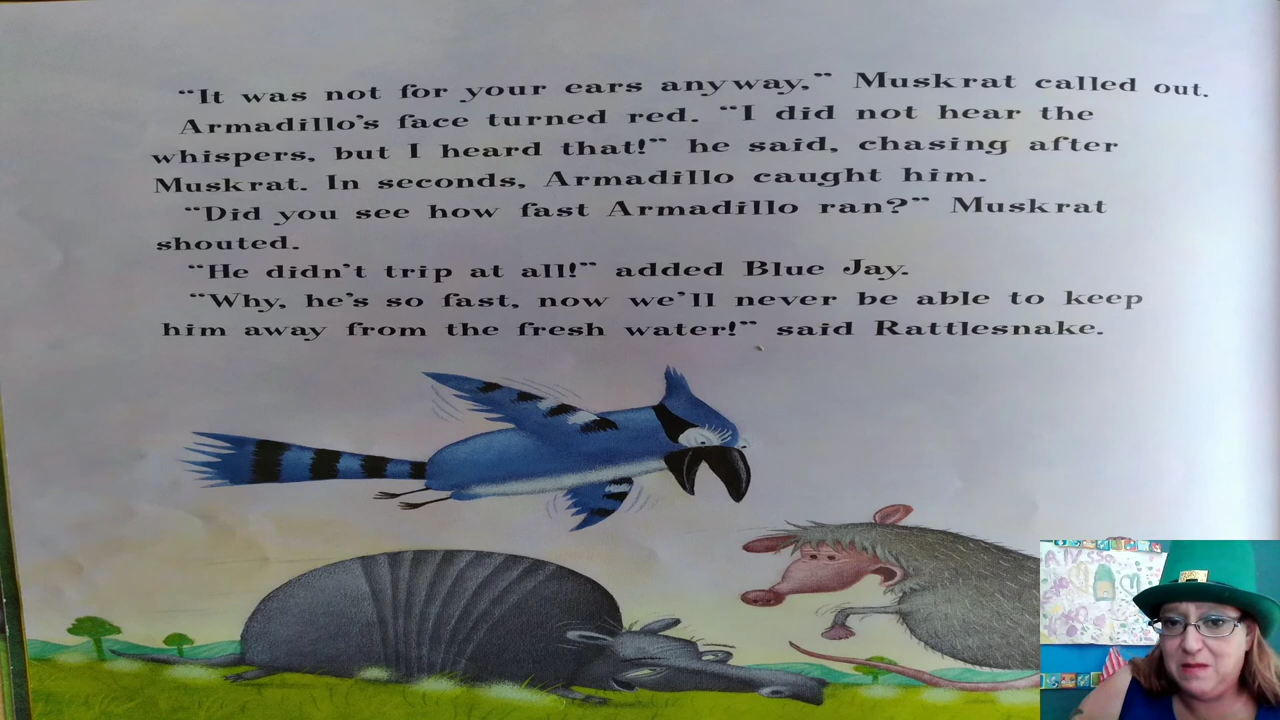 "It was not for your ears anyway," Muskrat called out.
Armadillo's face turned red. "I did not hear the
whispers, but I heard that!" he said, chasing after
Muskrat. In seconds, Armadillo caught him.
"Did you see how fast Armadillo ran?" Muskrat
shouted.
"He didn't trip at all!" added Blue Jay.
"Why, he's so fast, now we'll never be able to keep
him away from the fresh water!" said Rattlesnake.